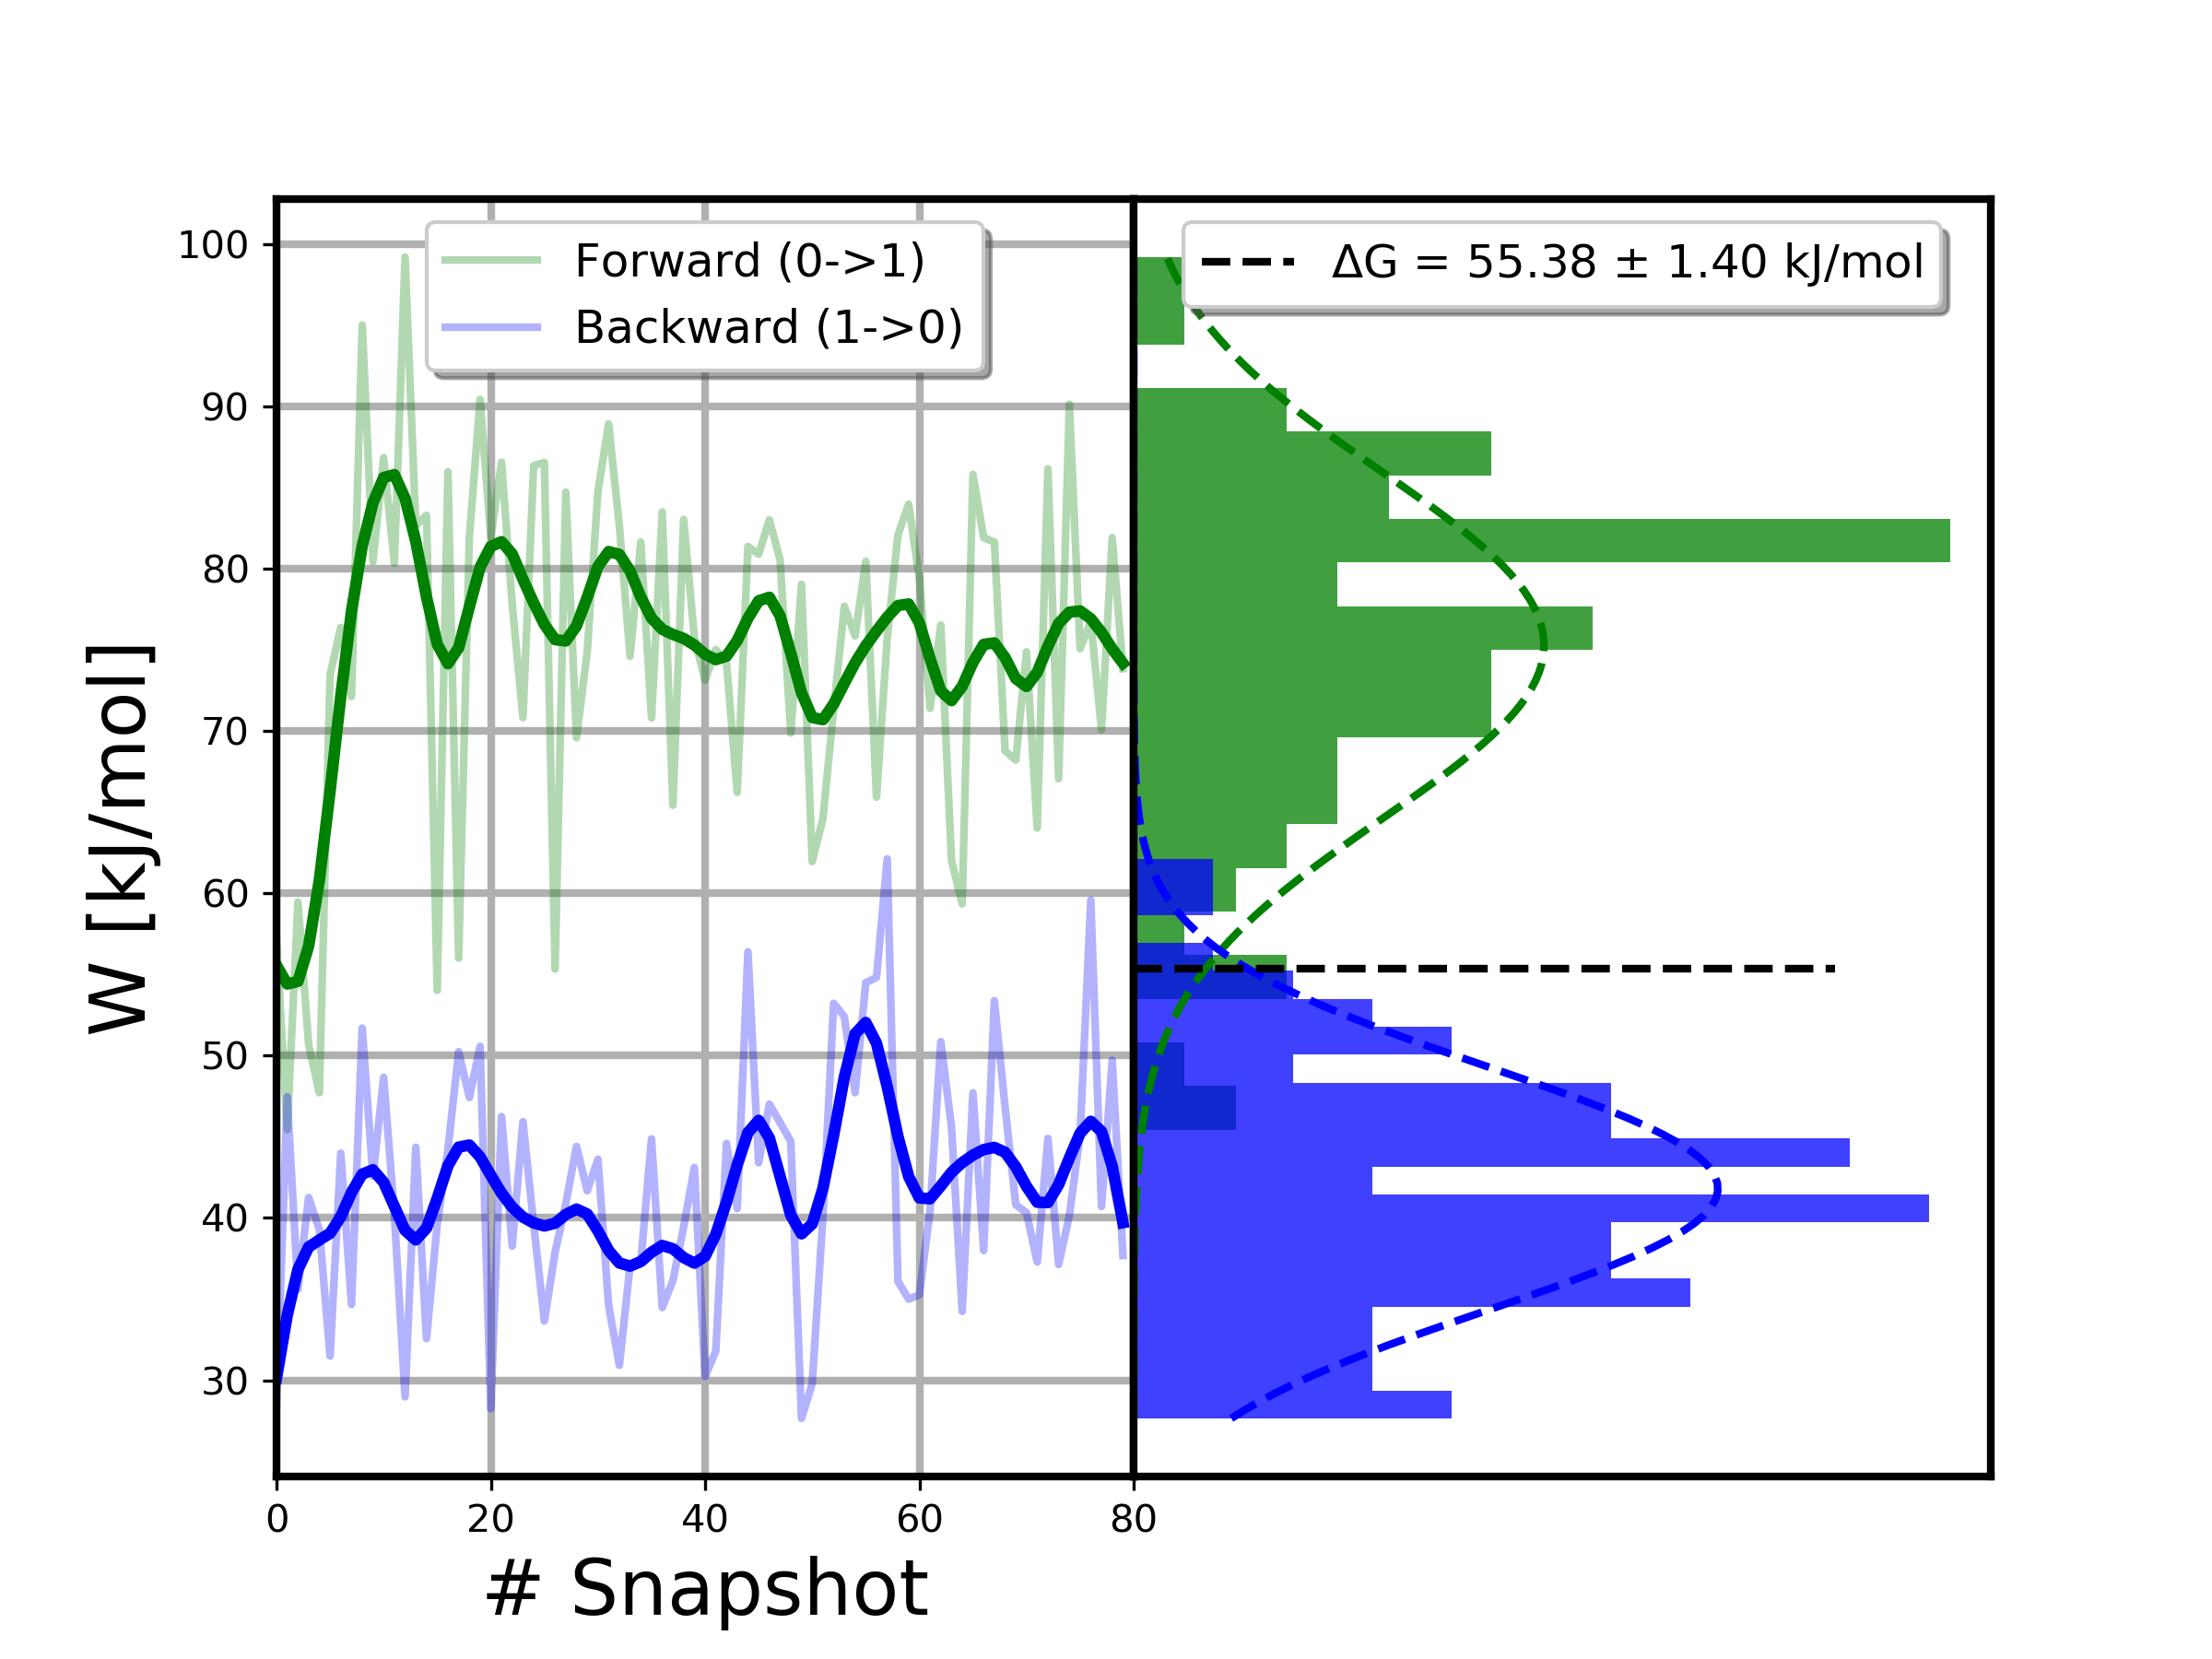 Forward (0->1)
Backward (1->0)
ΔG = 55.38 ± 1.40 kJ/mol
100
90
80
70
60
50
40
30
W [kJ/mol]
0 20 40 60 80
# Snapshot